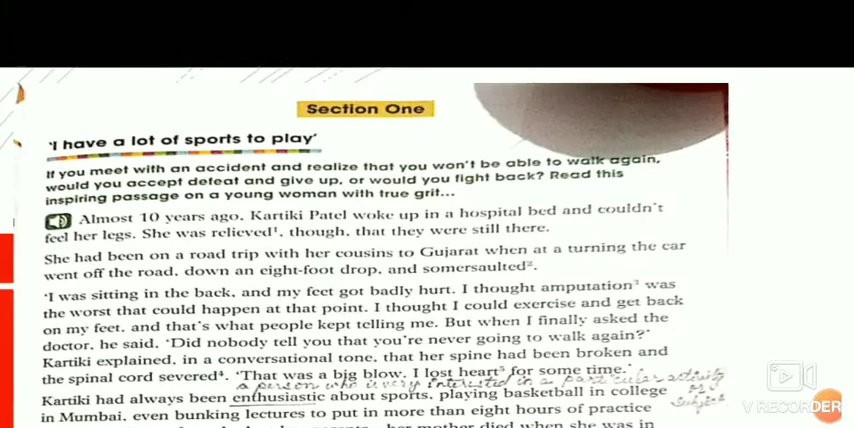 Section One
'I have a lot of sports to play'
If you meet with an accident and realize that you won't be able to walk again,
would you accept defeat and give up, or would you fight back? Read this
inspiring passage on a young woman with true grit...
Almost 10 years ago, Kartiki Patel woke up in a hospital bed and couldn't
feel her legs. She was relieved¹, though, that they were still there.
She had been on a road trip with her cousins to Gujarat when at a turning the car
went off the road, down an eight-foot drop, and somersaulted².
'I was sitting in the back, and my feet got badly hurt. I thought amputation³ was
the worst that could happen at that point. I thought I could exercise and get back
on my feet, and that's what people kept telling me. But when I finally asked the
doctor, he said, 'Did nobody tell you that you're never going to walk again?'
Kartiki explained, in a conversational tone, that her spine had been broken and
the spinal cord severed⁴. 'That was a big blow. I lost heart⁵ for some time.'
a person who is very interested in a particular activity
or
subject
Kartiki had always been enthusiastic about sports, playing basketball in college
in Mumbai, even bunking lectures to put in more than eight hours of practice
her mother died when she was in
V RECORDER